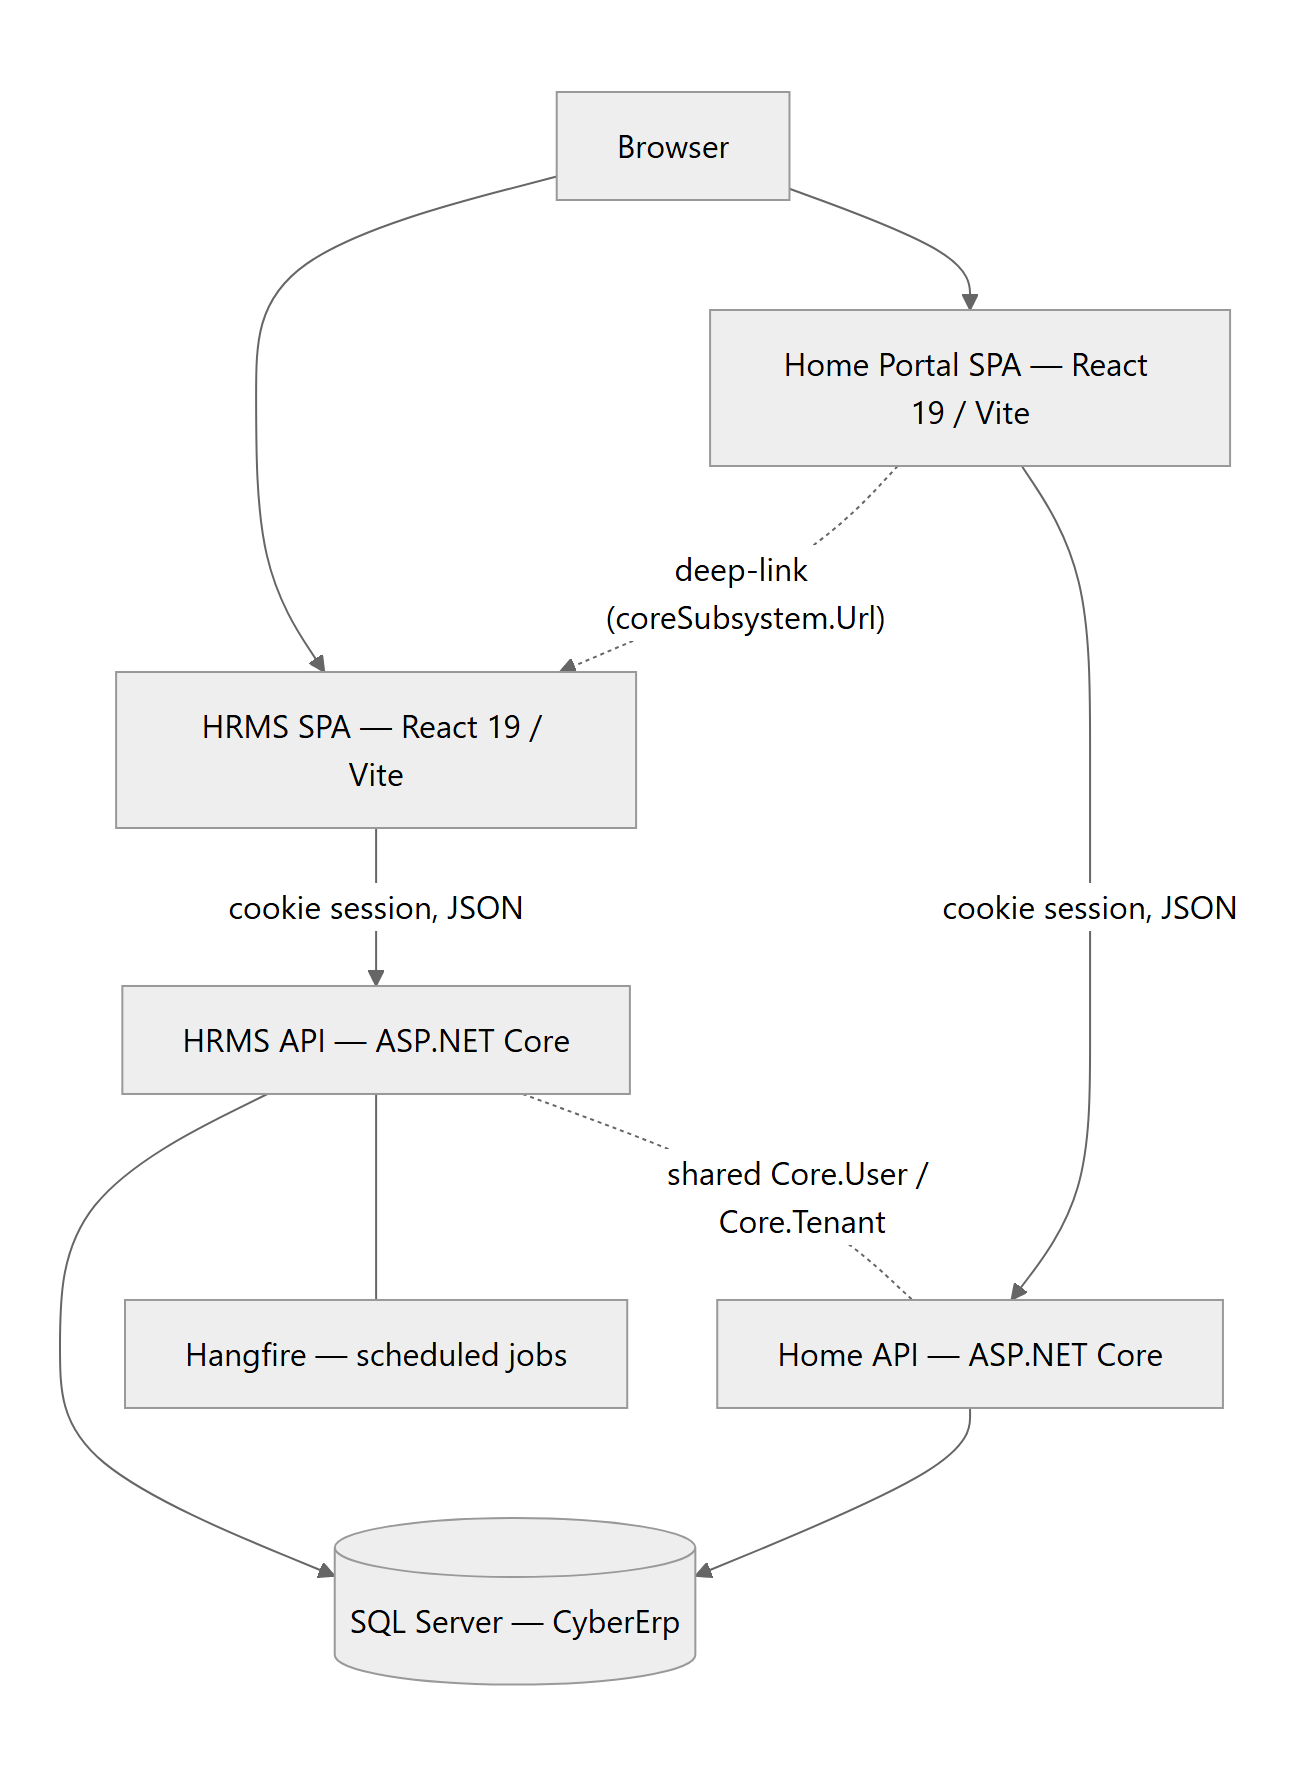 Browser
Home Portal SPA — React
19 / Vite
deep-link
(coreSubsystem.Url)
HRMS SPA — React 19 /
Vite
cookie session, JSON
cookie session, JSON
HRMS API — ASP.NET Core
shared Core.User /
Core.Tenant
Hangfire — scheduled jobs
Home API — ASP.NET Core
SQL Server — CyberErp